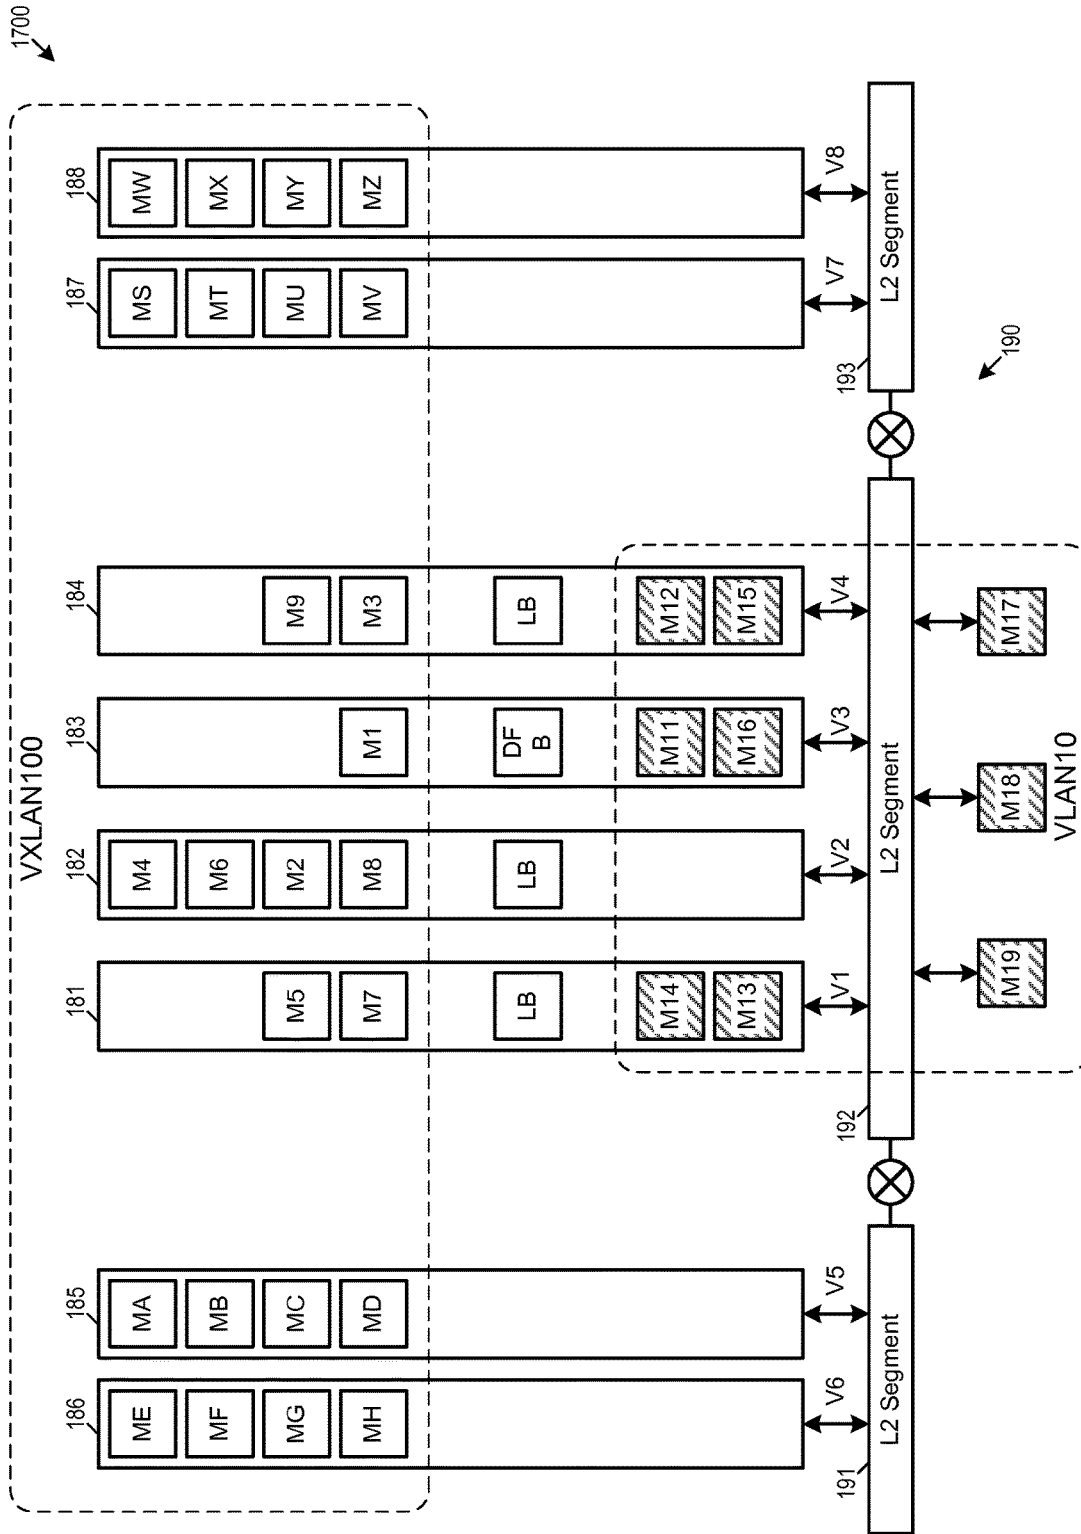 1700
VXLAN100
186
ME
MF
MG
MH
V6
185
MA
MB
MC
MD
V5
181
M5
M7
LB
M14
M13
V1
182
M4
M6
M2
M8
LB
V2
183
M1
DF
B
M11
M16
V3
184
M9
M3
LB
M12
M15
V4
187
MS
MT
MU
MV
V7
188
MW
MX
MY
MZ
V8
191
L2 Segment
192
L2 Segment
193
L2 Segment
190
M19
M18
M17
VLAN10